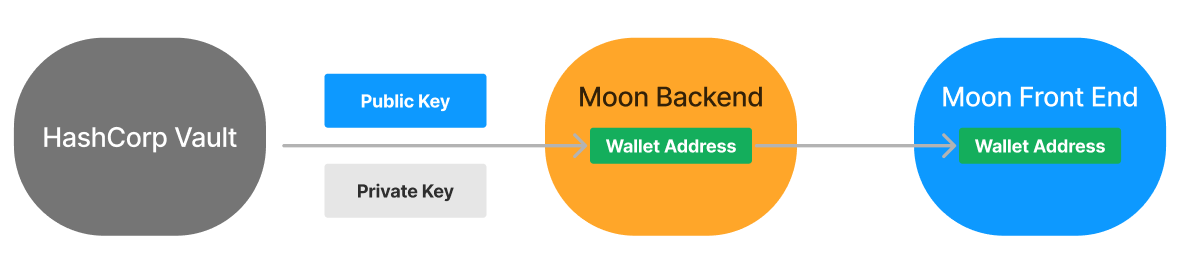 HashCorp Vault
Public Key
Private Key
Moon Backend
Wallet Address
Moon Front End
Wallet Address